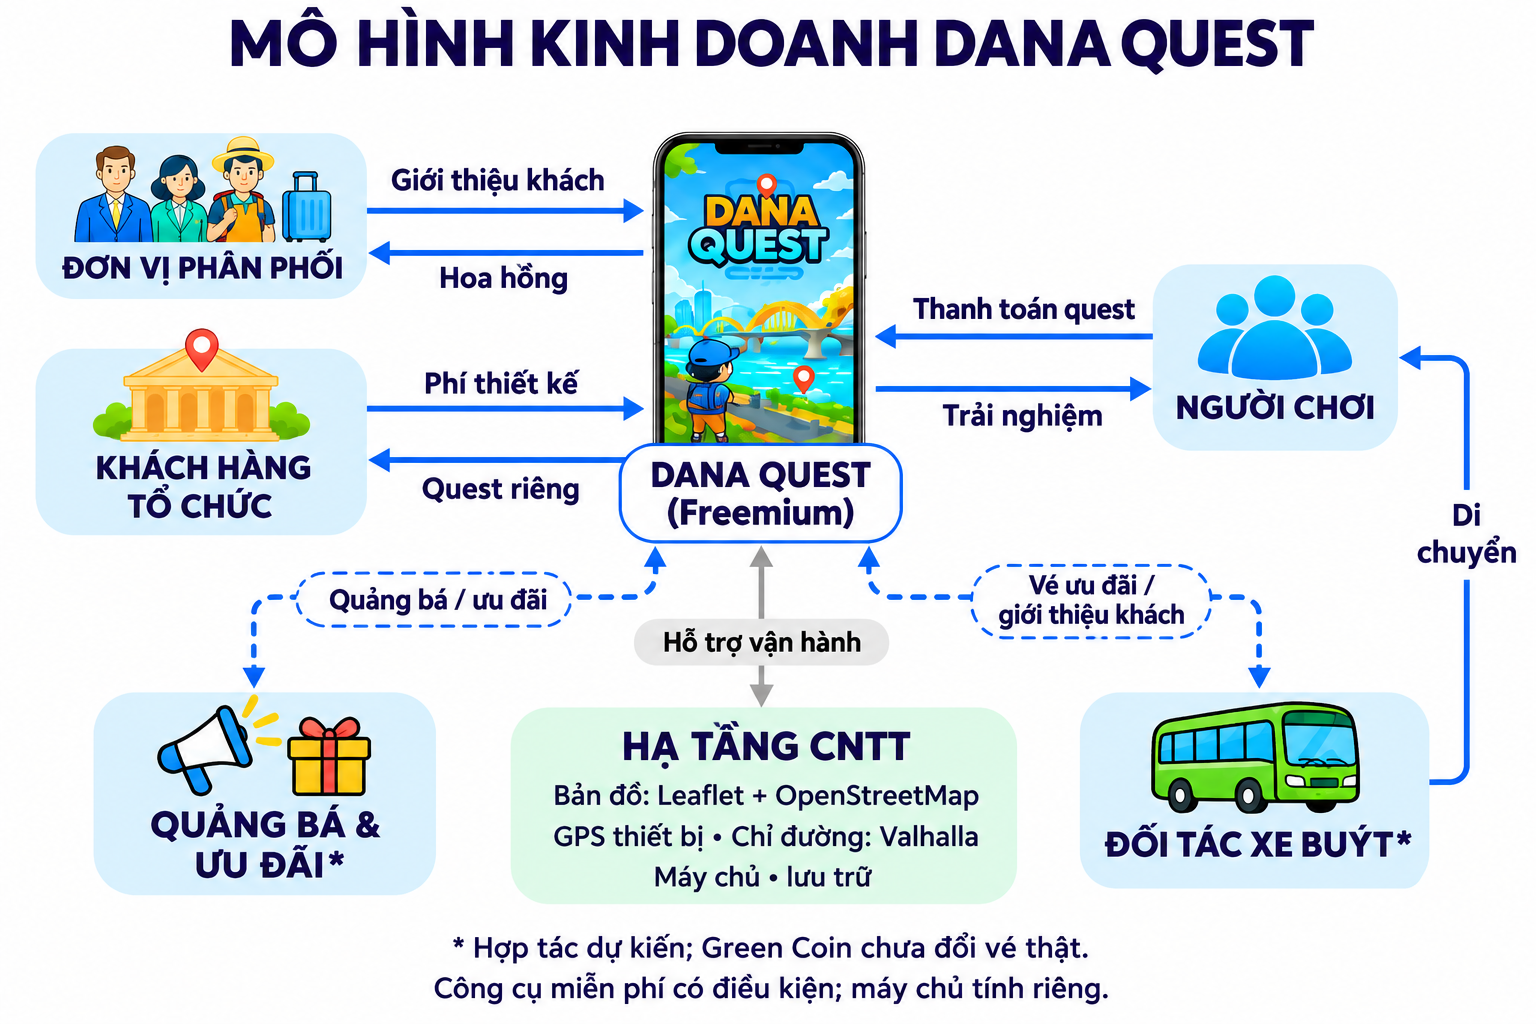 MÔ HÌNH KINH DOANH DANA QUEST
ĐƠN VỊ PHÂN PHỐI
Giới thiệu khách
Hoa hồng
DANA
QUEST
KHÁCH HÀNG
TỔ CHỨC
Phí thiết kế
Quest riêng
DANA QUEST
(Freemium)
Thanh toán quest
Trải nghiệm
NGƯỜI CHƠI
Di
chuyển
Quảng bá / ưu đãi
Hỗ trợ vận hành
Vé ưu đãi /
giới thiệu khách
QUẢNG BÁ &
ƯU ĐÃI*
HẠ TẦNG CNTT
Bản đồ: Leaflet + OpenStreetMap
GPS thiết bị • Chỉ đường: Valhalla
Máy chủ • lưu trữ
ĐỐI TÁC XE BUÝT*
* Hợp tác dự kiến; Green Coin chưa đổi vé thật.
Công cụ miễn phí có điều kiện; máy chủ tính riêng.